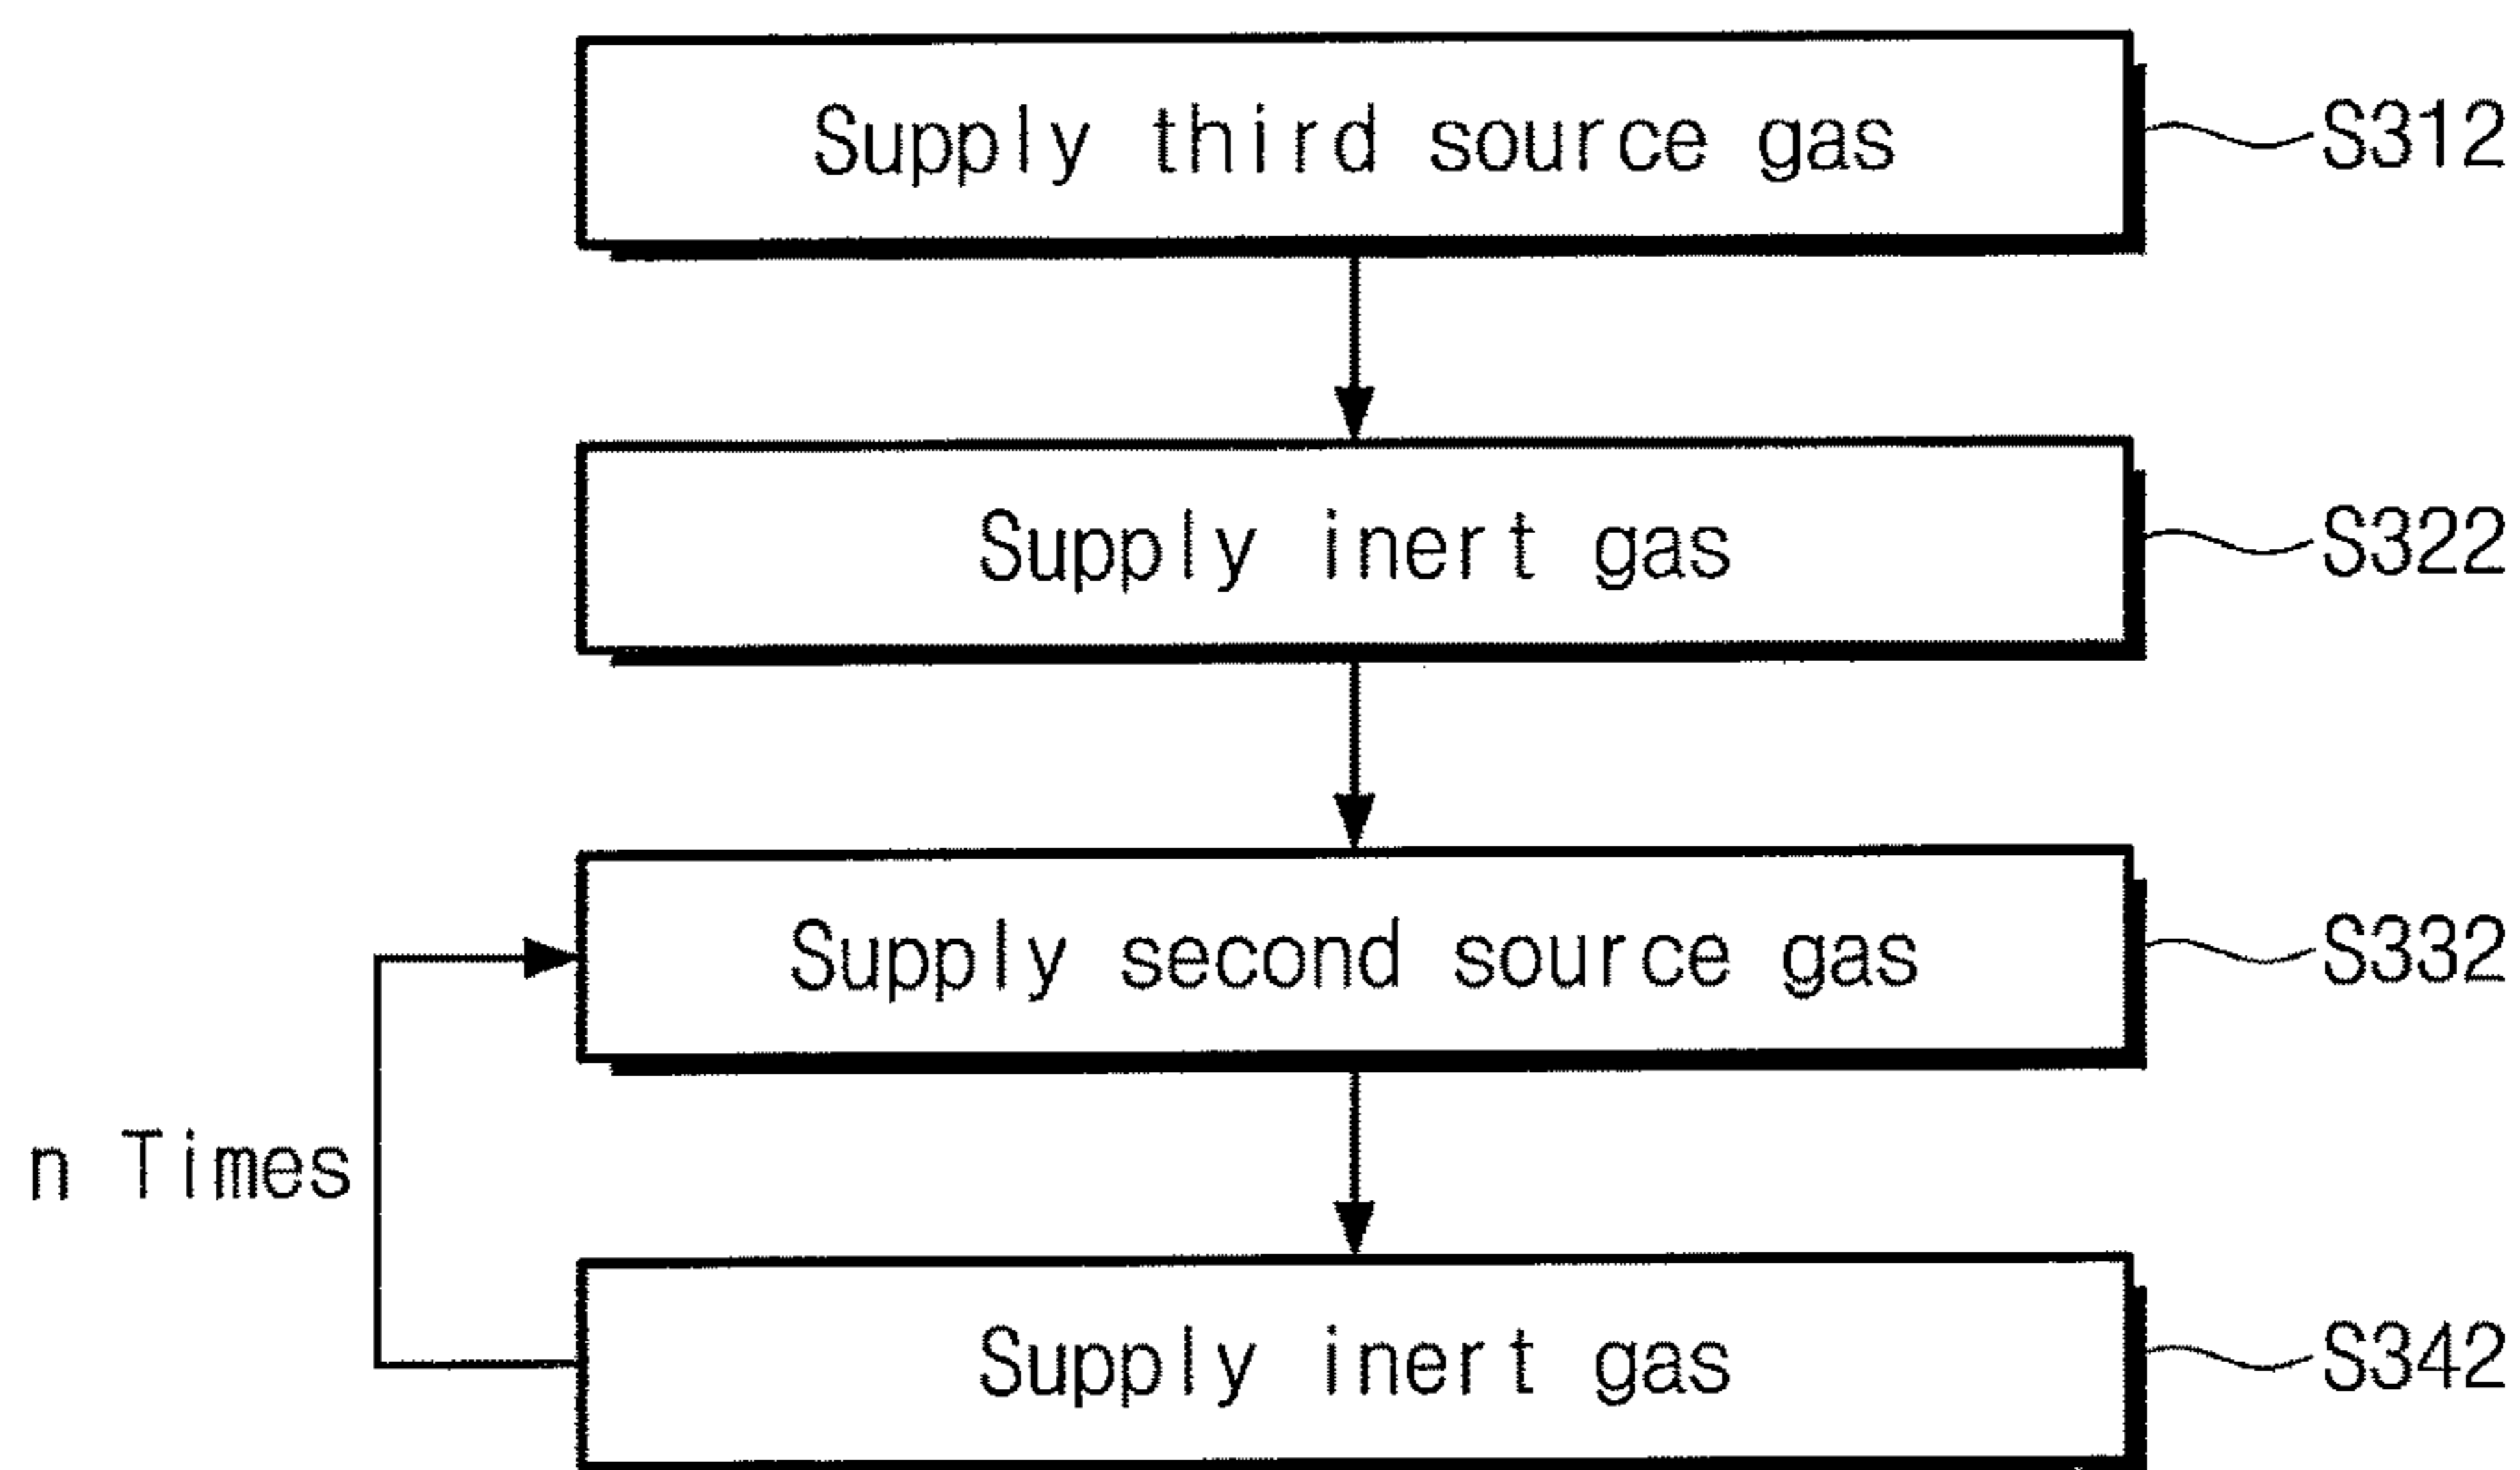 Supply third source gas S312
Supply inert gas S322
Supply second source gas S332
n Times
Supply inert gas S342